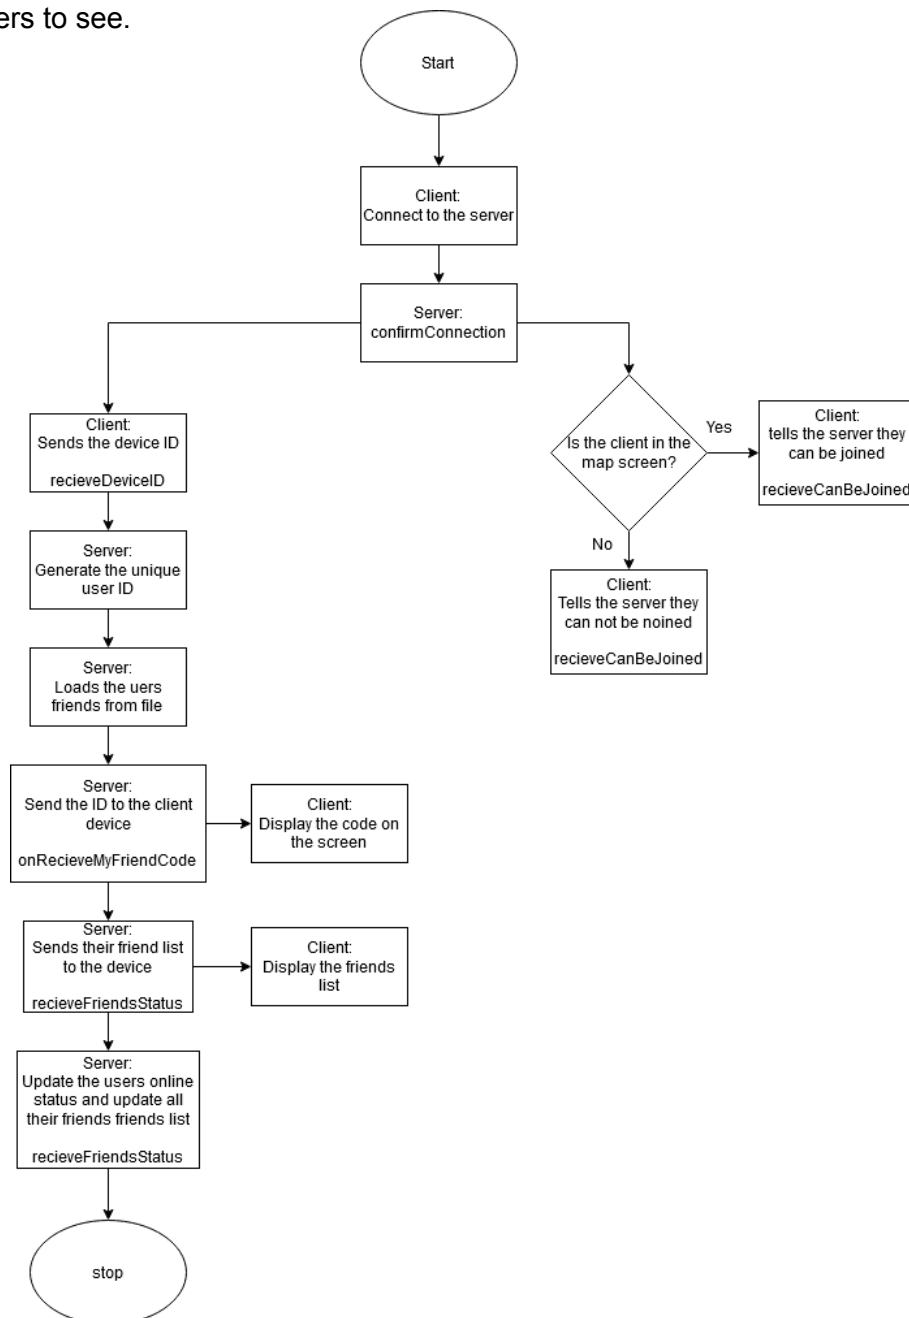 ers to see.
Start
Client:
Connect to the server
Server:
confirmConnection
Client:
Sends the device ID
recieveDeviceID
Is the client in the
map screen?
Yes
Client:
tells the server they
can be joined
recieveCanBeJoined
No
Client:
Tells the server they
can not be noined
recieveCanBeJoined
Server:
Generate the unique
user ID
Server:
Loads the uers
friends from file
Server:
Send the ID to the client
device
onRecieveMyFriendCode
Client:
Display the code on
the screen
Server:
Sends their friend list
to the device
recieveFriendsStatus
Client:
Display the friends
list
Server:
Update the users online
status and update all
their friends friends list
recieveFriendsStatus
stop